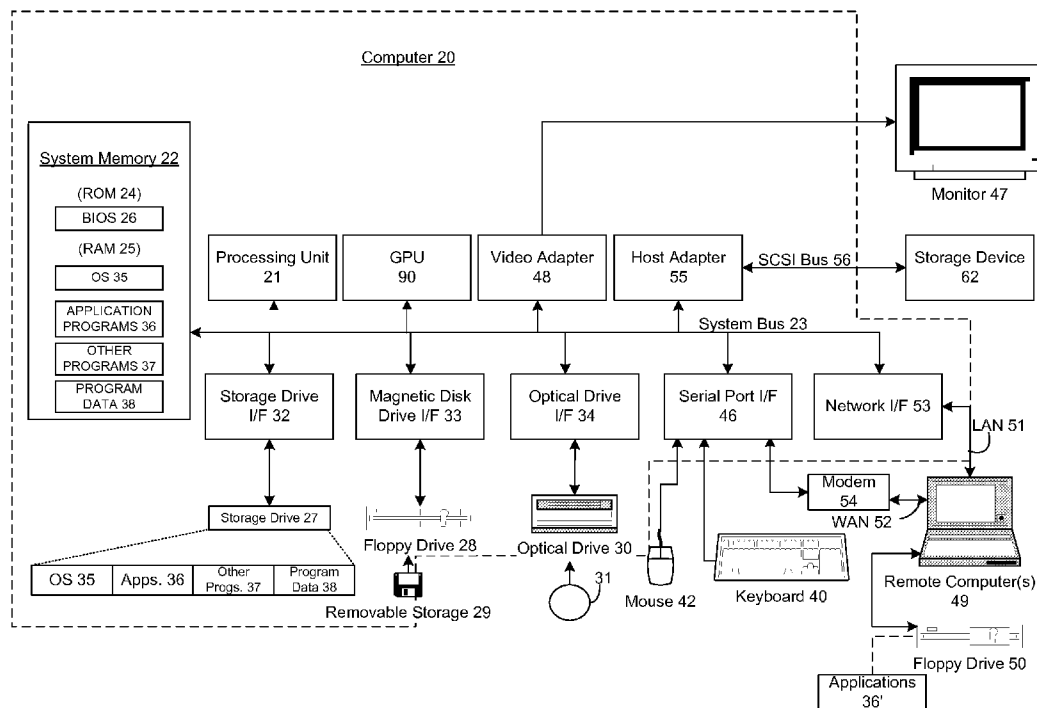 Computer 20
System Memory 22
(ROM 24)
BIOS 26
(RAM 25)
OS 35
APPLICATION
PROGRAMS 36
OTHER
PROGRAMS 37
PROGRAM
DATA 38
Monitor 47
Processing Unit
21
GPU
90
Video Adapter
48
Host Adapter
55
SCSI Bus 56
Storage Device
62
System Bus 23
Storage Drive
I/F 32
Magnetic Disk
Drive I/F 33
Optical Drive
I/F 34
Serial Port I/F
46
Network I/F 53
LAN 51
Modem
54
WAN 52
Storage Drive 27
Floppy Drive 28
Optical Drive 30
OS 35
Apps. 36
Other
Progs. 37
Program
Data 38
Removable Storage 29
31
Mouse 42
Keyboard 40
Remote Computer(s)
49
Floppy Drive 50
Applications
36'